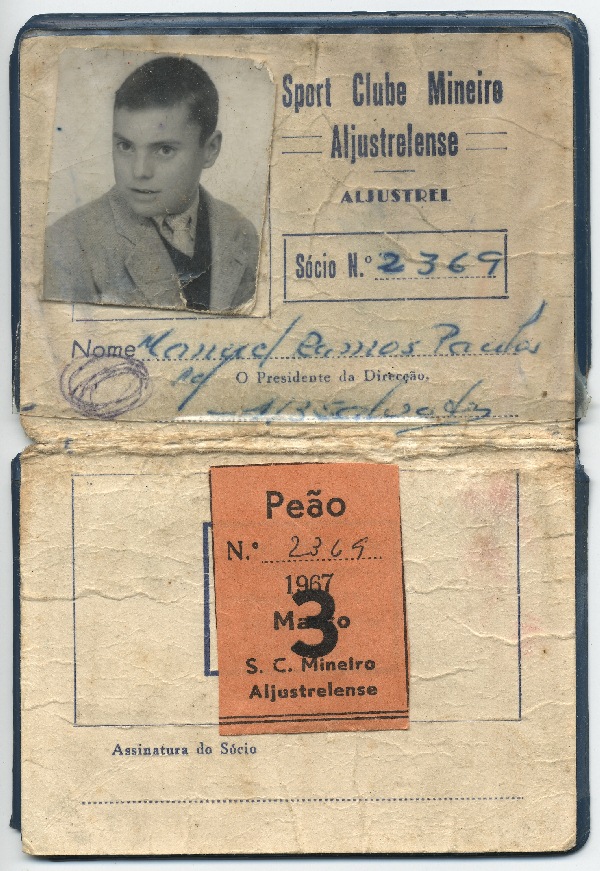 Sport Clube Mineiro
Aljustrelense
ALJUSTREL
Sócio N.º 2369
Nome Manuel Ramos Paulos
O Presidente da Direcção,
Peão
N.º 2369
1967
Março
3
S. C. Mineiro
Aljustrelense
Assinatura do Sócio